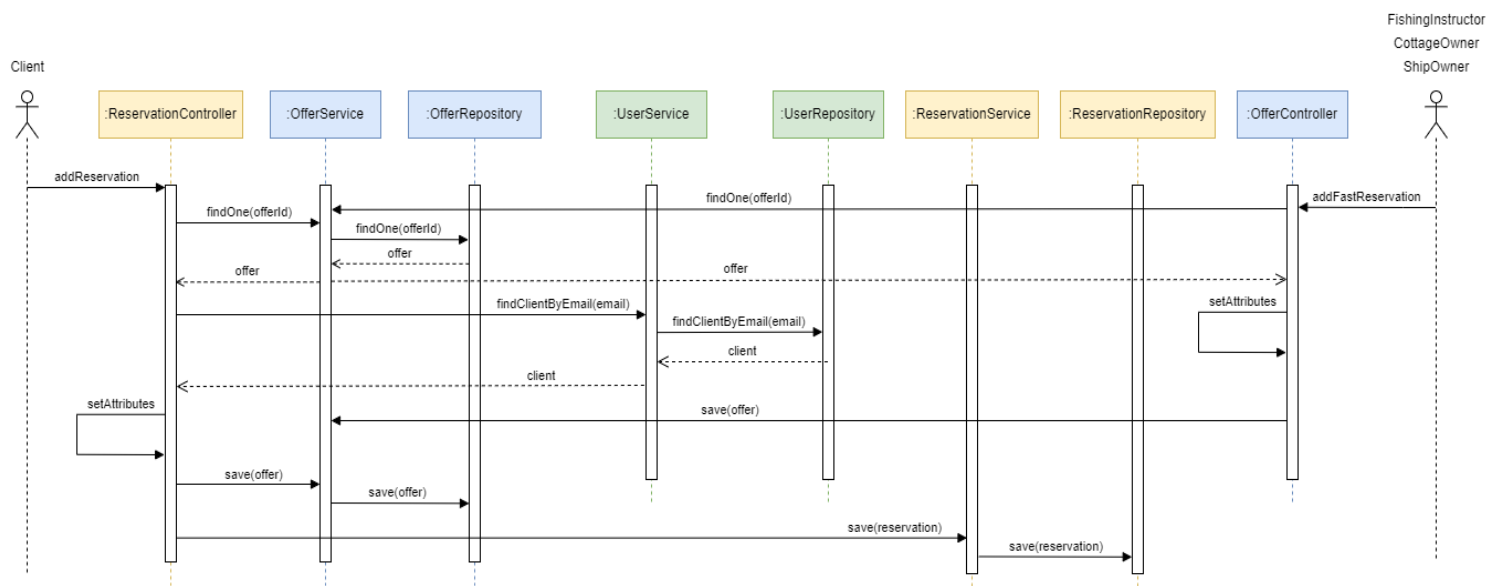 FishingInstructor
CottageOwner
ShipOwner
Client
:ReservationController
:OfferService
:OfferRepository
:UserService
:UserRepository
:ReservationService
:ReservationRepository
:OfferController
addReservation
findOne(offerId)
addFastReservation
findOne(offerId)
findOne(offerId)
offer
offer
offer
findClientByEmail(email)
setAttributes
findClientByEmail(email)
client
client
setAttributes
save(offer)
save(offer)
save(offer)
save(reservation)
save(reservation)